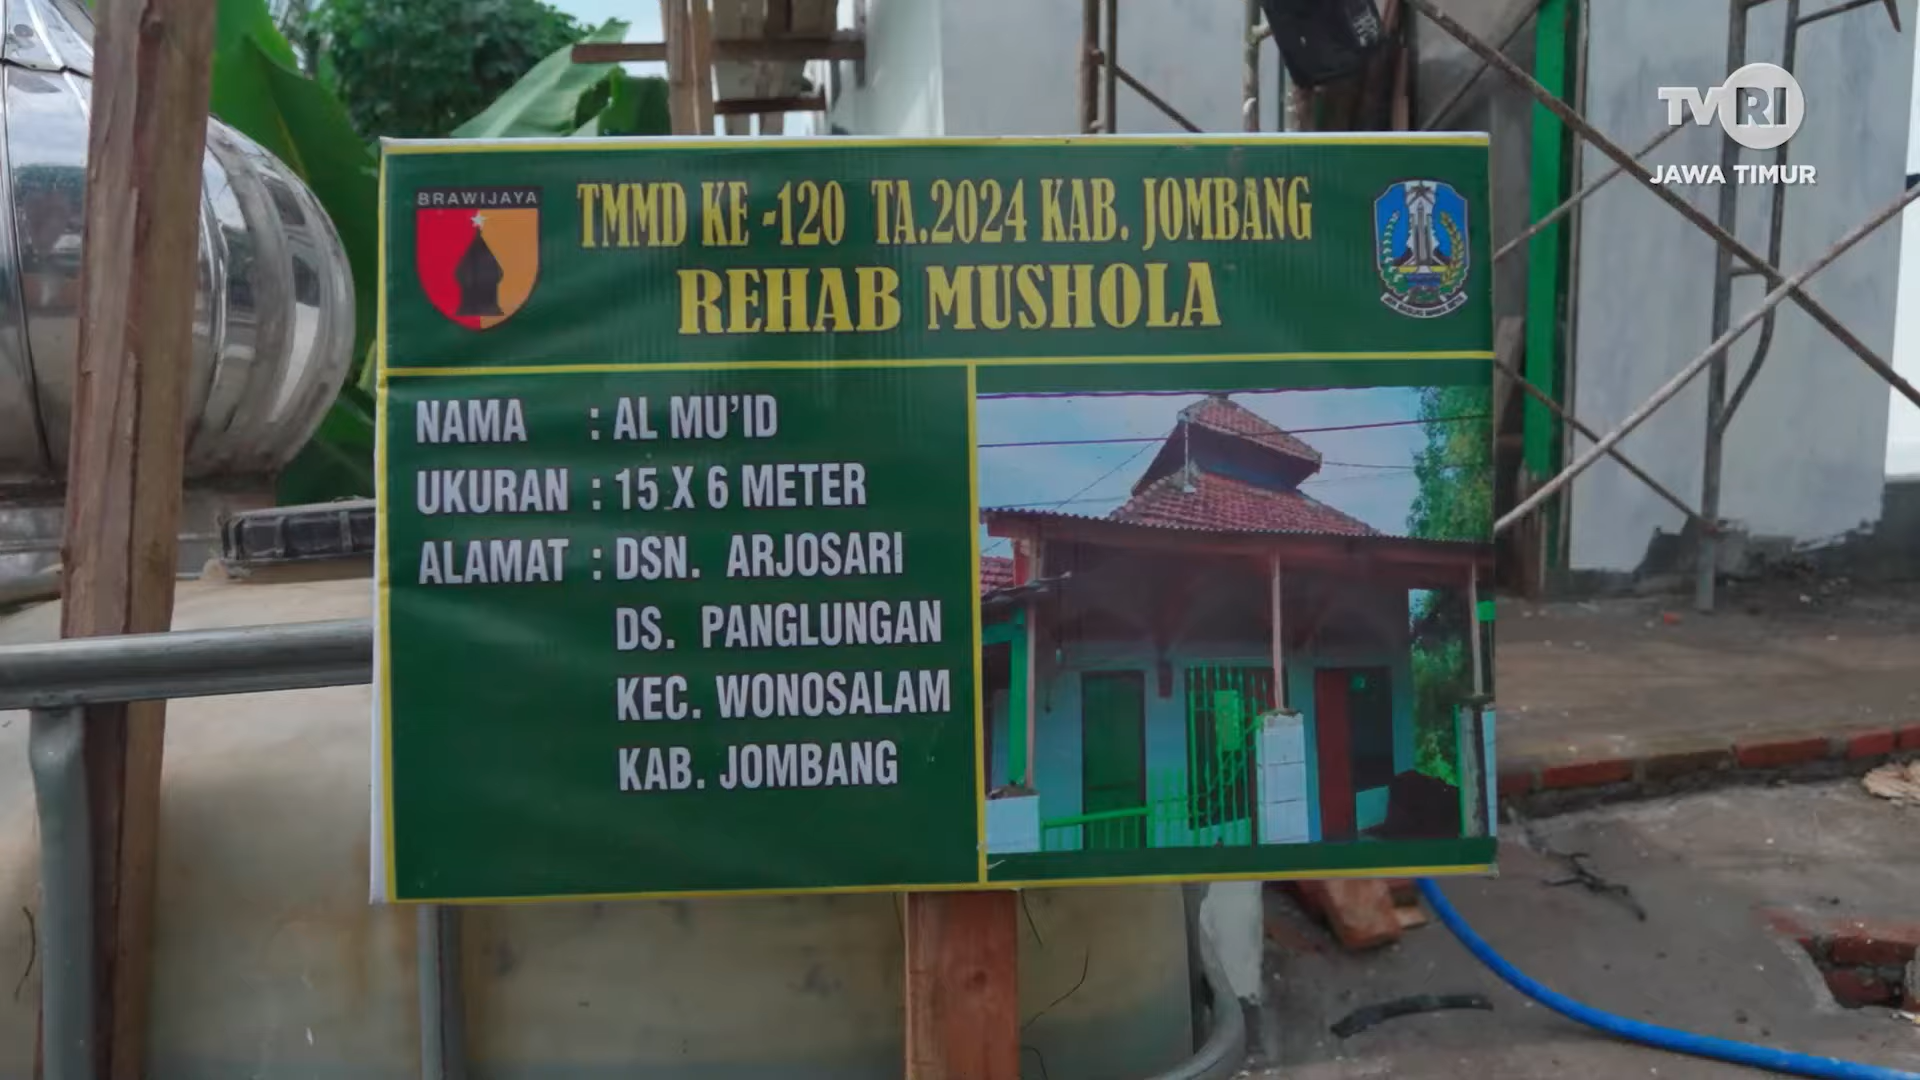 TVRI
JAWA TIMUR
BRAWIJAYA
TMMD KE -120 TA.2024 KAB. JOMBANG
REHAB MUSHOLA
NAMA : AL MU'ID
UKURAN : 15 X 6 METER
ALAMAT : DSN. ARJOSARI
DS. PANGLUNGAN
KEC. WONOSALAM
KAB. JOMBANG